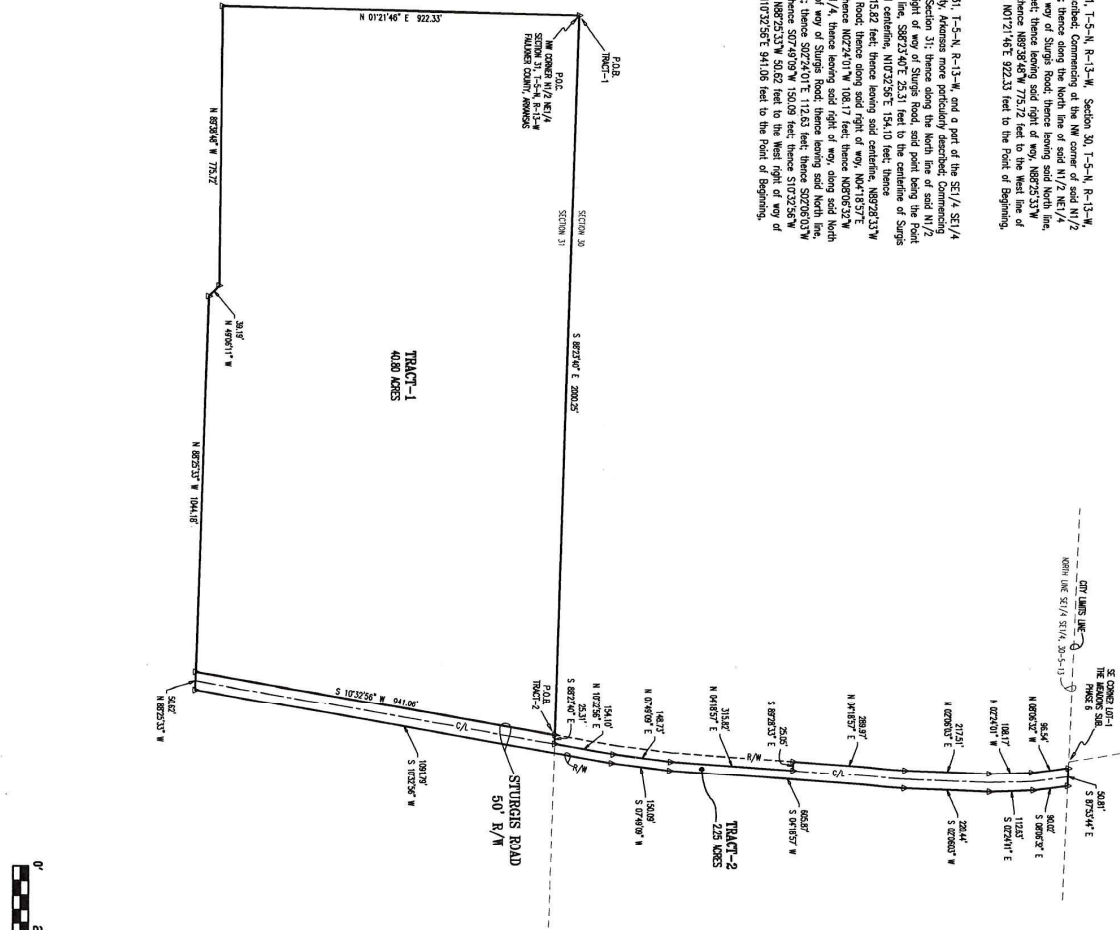 1, T-5-N, R-13-W, Section 30, T-5-N, R-13-W,
cribed; Commencing at the NW corner of said N1/2
; thence along the North line of said N1/2 NE1/4
way of Sturgis Road; thence leaving said North line,
eet; thence leaving said right of way, N88°25'33"W
hence N89°38'48"W 775.72 feet to the West line of
N01°21'46"E 922.33 feet to the Point of Beginning,
31, T-5-N, R-13-W, and a part of the SE1/4 SE1/4
ty, Arkansas more particularly described; Commencing
Section 31; thence along the North line of said N1/2
right of way of Sturgis Road, said point being the Point
line, S88°23'40"E 25.31 feet to the centerline of Surgis
d centerline, N10°32'56"E 154.10 feet; thence
15.82 feet; thence leaving said centerline, N89°28'33"W
Road; thence along said right of way, N04°18'57"E
hence N02°24'01"W 108.17 feet; thence N08°06'32"W
1/4, thence leaving said right of way, along said North
of way of Sturgis Road; thence leaving said North line,
; thence S02°24'01"E 112.63 feet; thence S02°06'03"W
hence S07°49'09"W 150.09 feet; thence S10°32'56"W
N88°25'33"W 50.62 feet to the West right of way of
10°32'56"E 941.06 feet to the Point of Beginning,
SE CORNER LOT-1
THE MEADOWS SUB.
PHASE 6
CITY LIMITS LINE
NORTH LINE SE1/4 SE1/4, 30-5-13
50.81'
S 87°53'44" E
96.54'
N 08°06'32" W
90.02'
S 08°06'32" E
108.17'
N 02°24'01" W
112.63'
S 02°24'01" E
217.51'
N 02°06'03" E
220.44'
S 02°06'03" W
289.97'
N 04°18'57" E
C/L
25.05'
S 89°28'33" E
605.87'
S 04°18'57 W
R/W
315.82'
N 04°18'57" E
TRACT-2
2.25 ACRES
148.73'
N 07°49'09" E
150.09'
S 07°49'09" W
154.10'
N 10°32'56" E
25.31'
S 88°23'40" E
R/W
P.O.B.
TRACT-2
STURGIS ROAD
50' R/W
P.O.B.
TRACT-1
P.O.C.
NW CORNER N1/2 NE1/4
SECTION 31, T-5-N, R-13-W
FAULKNER COUNTY, ARKANSAS
SECTION 30
SECTION 31
S 88°23'40" E 2000.25'
N 01°21'46" E 922.33'
TRACT-1
40.80 ACRES
S 10°32'56" W 941.06'
C/L
1091.79'
S 10°32'56" W
N 89°38'48" W 775.72'
39.19'
N 49°06'11" W
N 88°25'33" W 1044.18'
50.62'
N 88°25'33" W
0'